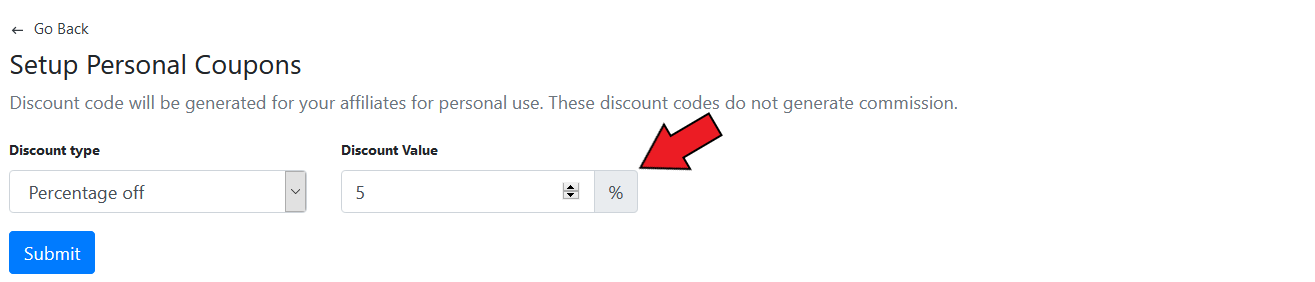 ← Go Back
Setup Personal Coupons
Discount code will be generated for your affiliates for personal use. These discount codes do not generate commission.
Discount type Discount Value
Percentage off 5 %
Submit